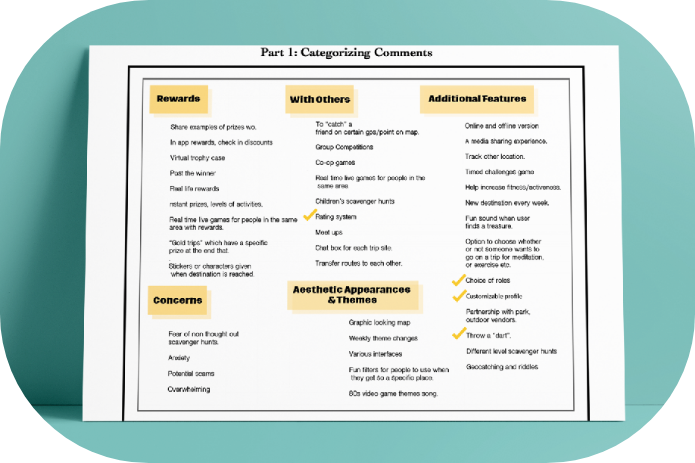 Part 1: Categorizing Comments
Rewards
Share examples of prizes wo.
In app rewards, check in discounts
Virtual trophy case
Past the winner
Real life rewards
nstant prizes, levels of activities.
Real time live games for people in the same
area with rewards.
"Gold trips" which have a specific
prize at the end that.
Stickers or characters given
when destination is reached.
Concerns
Fear of non thought out
scavenger hunts.
Anxiety
Potential scams
Overwhelming
With Others
To "catch" a
friend on certain gps/point on map.
Group Competitions
Co-op games
Real time live games for people in the
same area
Children's scavenger hunts
Rating system
Meet ups
Chat box for each trip site.
Transfer routes to each other.
Aesthetic Appearances
& Themes
Graphic looking map
Weekly theme changes
Various interfaces
Fun filters for people to use when
they get so a specific place.
80s video game themes song.
Additional Features
Online and offline version
A media sharing experience.
Track other location.
Timed challenges game
Help increase fitness/activeness.
New destination every week.
Fun sound when user
finds a treasure.
Option to choose whether
or not someone wants to
go on a trip for meditation,
or exercise etc.
Choice of roles
Customizable profile
Partnership with park,
outdoor vendors.
Throw a "dart".
Different level scavenger hunts
Geocatching and riddles